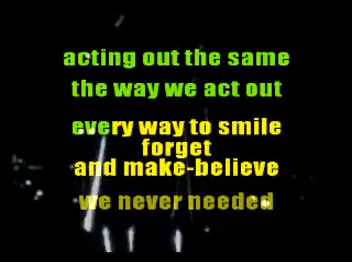 acting out the same
the way we act out
every way to smile
forget
and make-believe
we never needed